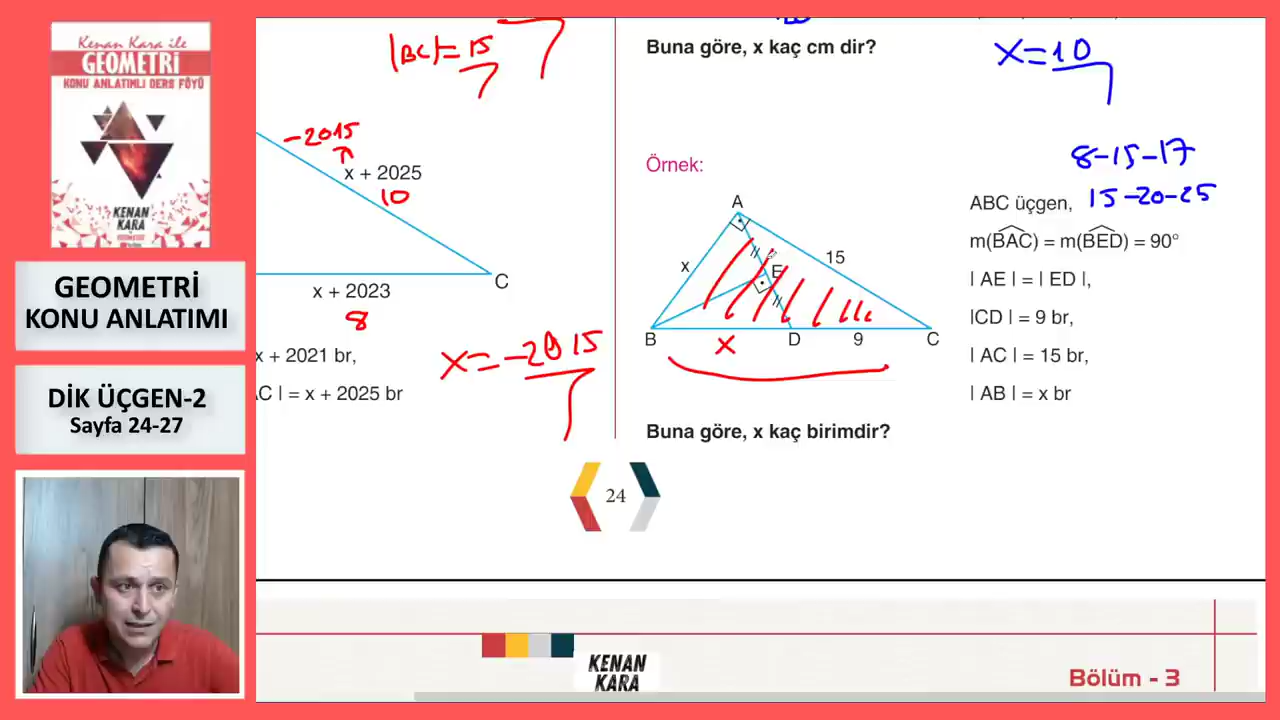 Kenan Kara ile
GEOMETRİ
KONU ANLATIMLI DERS FÖYÜ
KENAN
KARA
GEOMETRİ
KONU ANLATIMI
DİK ÜÇGEN-2
Sayfa 24-27
|BC|=15
-2015
x + 2025
10
C
x + 2023
8
x + 2021 br,
AC | = x + 2025 br
x=-2015
Buna göre, x kaç cm dir?
x=10
Örnek:
8-15-17
15-20-25
A
x
15
E
B
D
9
C
x
ABC üçgen,
m(BAC) = m(BED) = 90°
| AE | = | ED |,
|CD | = 9 br,
| AC | = 15 br,
| AB | = x br
Buna göre, x kaç birimdir?
24
KENAN
KARA
Bölüm - 3